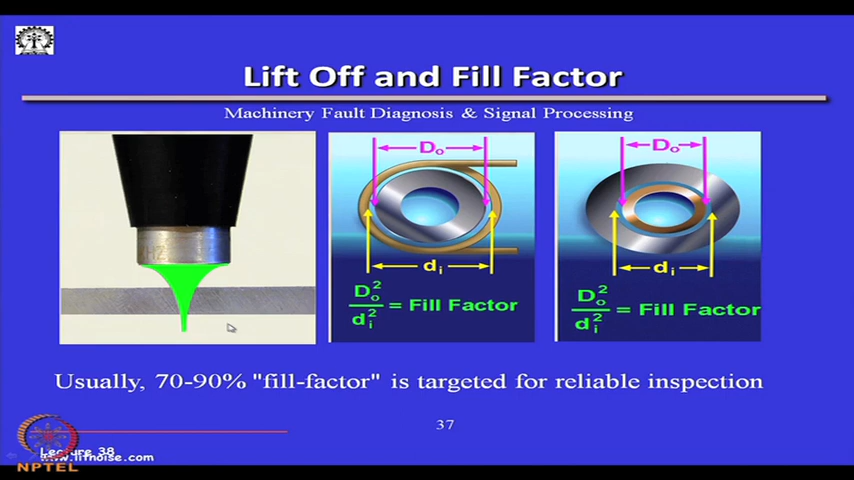 Lift Off and Fill Factor
Machinery Fault Diagnosis & Signal Processing
Dₒ
dᵢ
Dₒ²/dᵢ² = Fill Factor
Dₒ
dᵢ
Dₒ²/dᵢ² = Fill Factor
Usually, 70-90% "fill-factor" is targeted for reliable inspection
37
Lecture 38
www.iitnoise.com
NPTEL